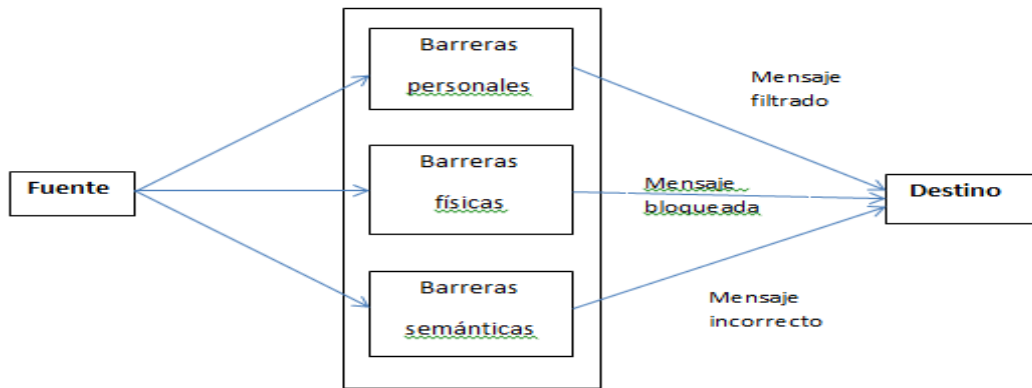 Fuente
Barreras
personales
Barreras
físicas
Barreras
semánticas
Mensaje
filtrado
Mensaje
bloqueada
Mensaje
incorrecto
Destino